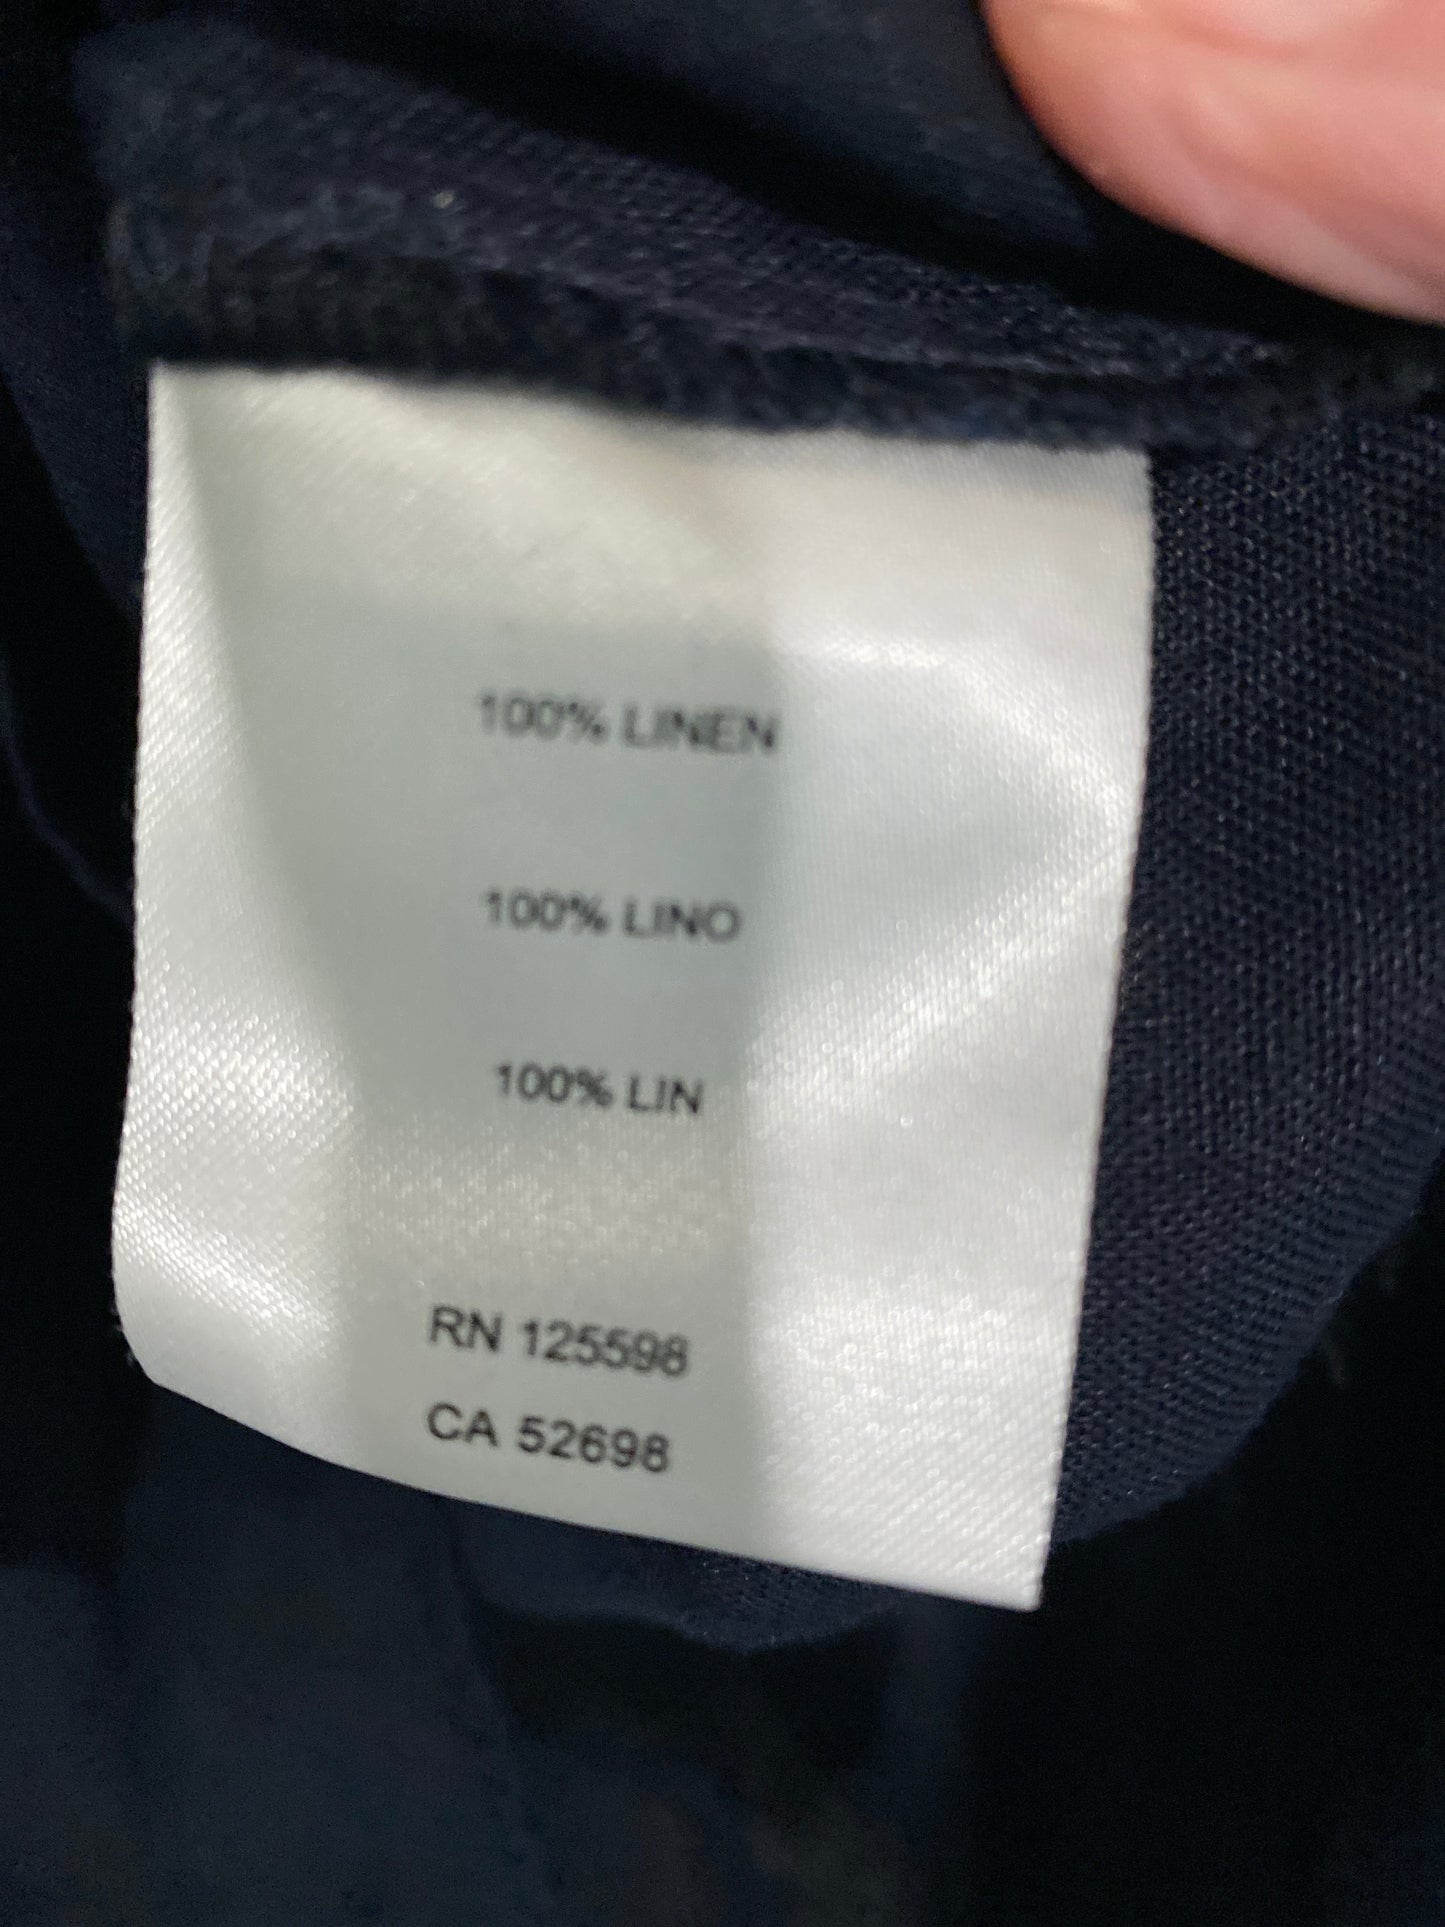 100% LINEN
100% LINO
100% LIN
RN 125598
CA 52698